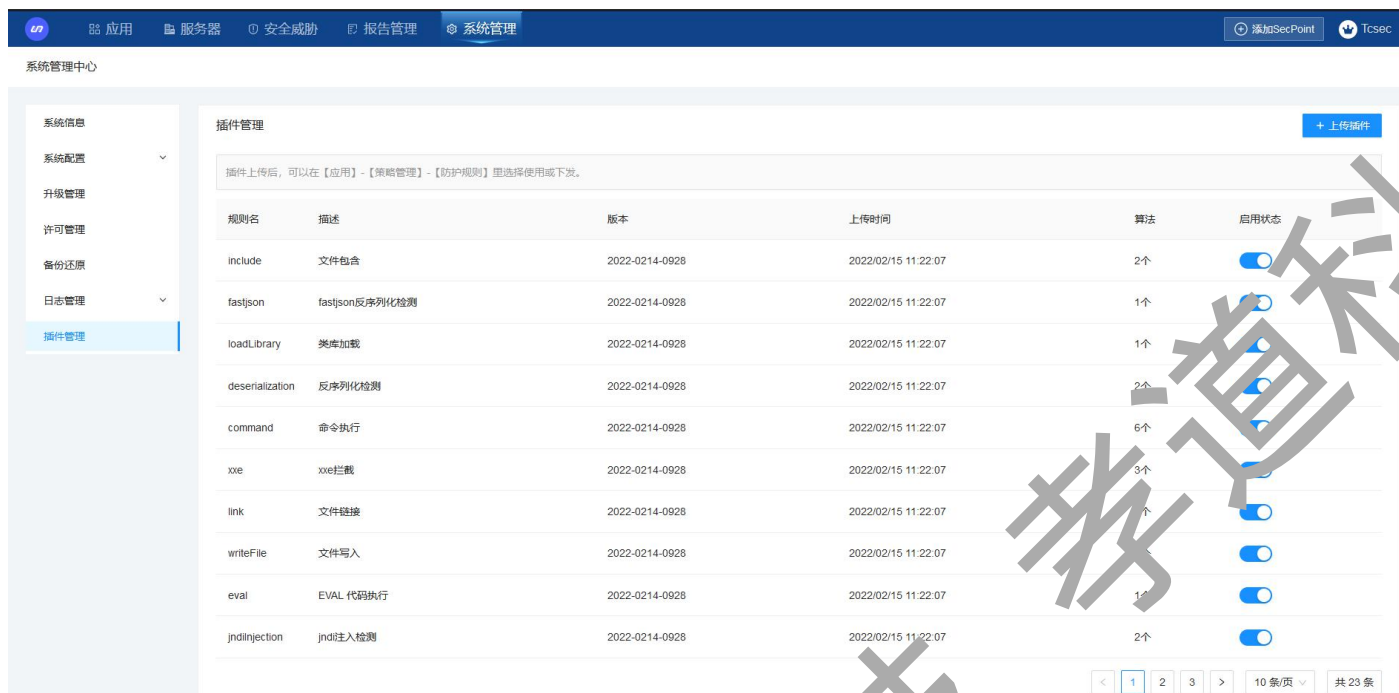 应用 服务器 安全威胁 报告管理 系统管理 添加SecPoint Tcsec
系统管理中心
系统信息
系统配置
升级管理
许可管理
备份还原
日志管理
插件管理
插件管理 + 上传插件
插件上传后，可以在【应用】-【策略管理】-【防护规则】里选择使用或下发。
规则名 描述 版本 上传时间 算法 启用状态
include 文件包含 2022-0214-0928 2022/02/15 11:22:07 2个
fastjson fastjson反序列化检测 2022-0214-0928 2022/02/15 11:22:07 1个
loadLibrary 类库加载 2022-0214-0928 2022/02/15 11:22:07 1个
deserialization 反序列化检测 2022-0214-0928 2022/02/15 11:22:07 2个
command 命令执行 2022-0214-0928 2022/02/15 11:22:07 6个
xxe xxe拦截 2022-0214-0928 2022/02/15 11:22:07 3个
link 文件链接 2022-0214-0928 2022/02/15 11:22:07
writeFile 文件写入 2022-0214-0928 2022/02/15 11:22:07
eval EVAL 代码执行 2022-0214-0928 2022/02/15 11:22:07 1个
jndiInjection jndi注入检测 2022-0214-0928 2022/02/15 11:22:07 2个
< 1 2 3 > 10 条/页 共 23 条
孝道科